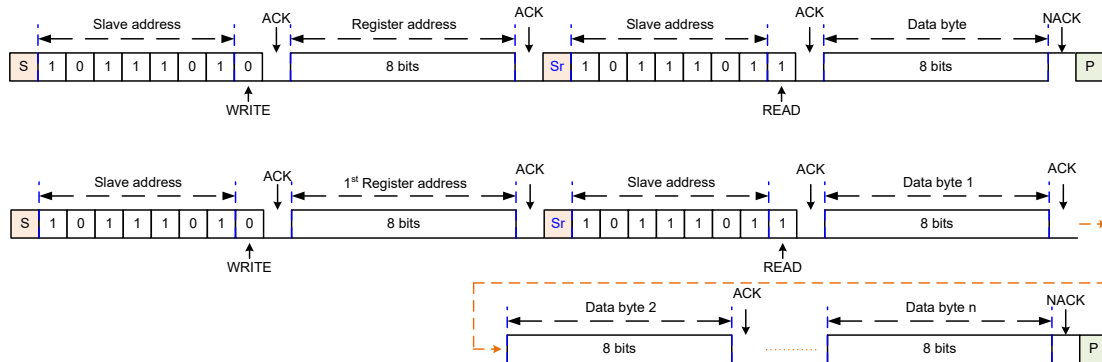 Slave address ACK Register address ACK Slave address ACK Data byte NACK
S 1 0 1 1 1 0 1 0 8 bits Sr 1 0 1 1 1 0 1 1 8 bits P
WRITE READ
Slave address ACK 1st Register address ACK Slave address ACK Data byte 1 ACK
S 1 0 1 1 1 0 1 0 8 bits Sr 1 0 1 1 1 0 1 1 8 bits
WRITE READ
Data byte 2 ACK Data byte n NACK
8 bits 8 bits P